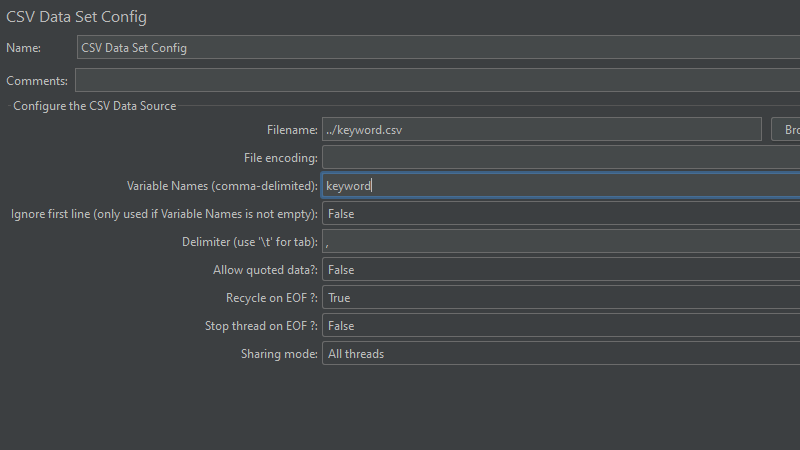 CSV Data Set Config
Name: CSV Data Set Config
Comments:
Configure the CSV Data Source
Filename: ../keyword.csv Bro
File encoding:
Variable Names (comma-delimited): keyword
Ignore first line (only used if Variable Names is not empty): False
Delimiter (use '\t' for tab): ,
Allow quoted data?: False
Recycle on EOF ?: True
Stop thread on EOF ?: False
Sharing mode: All threads